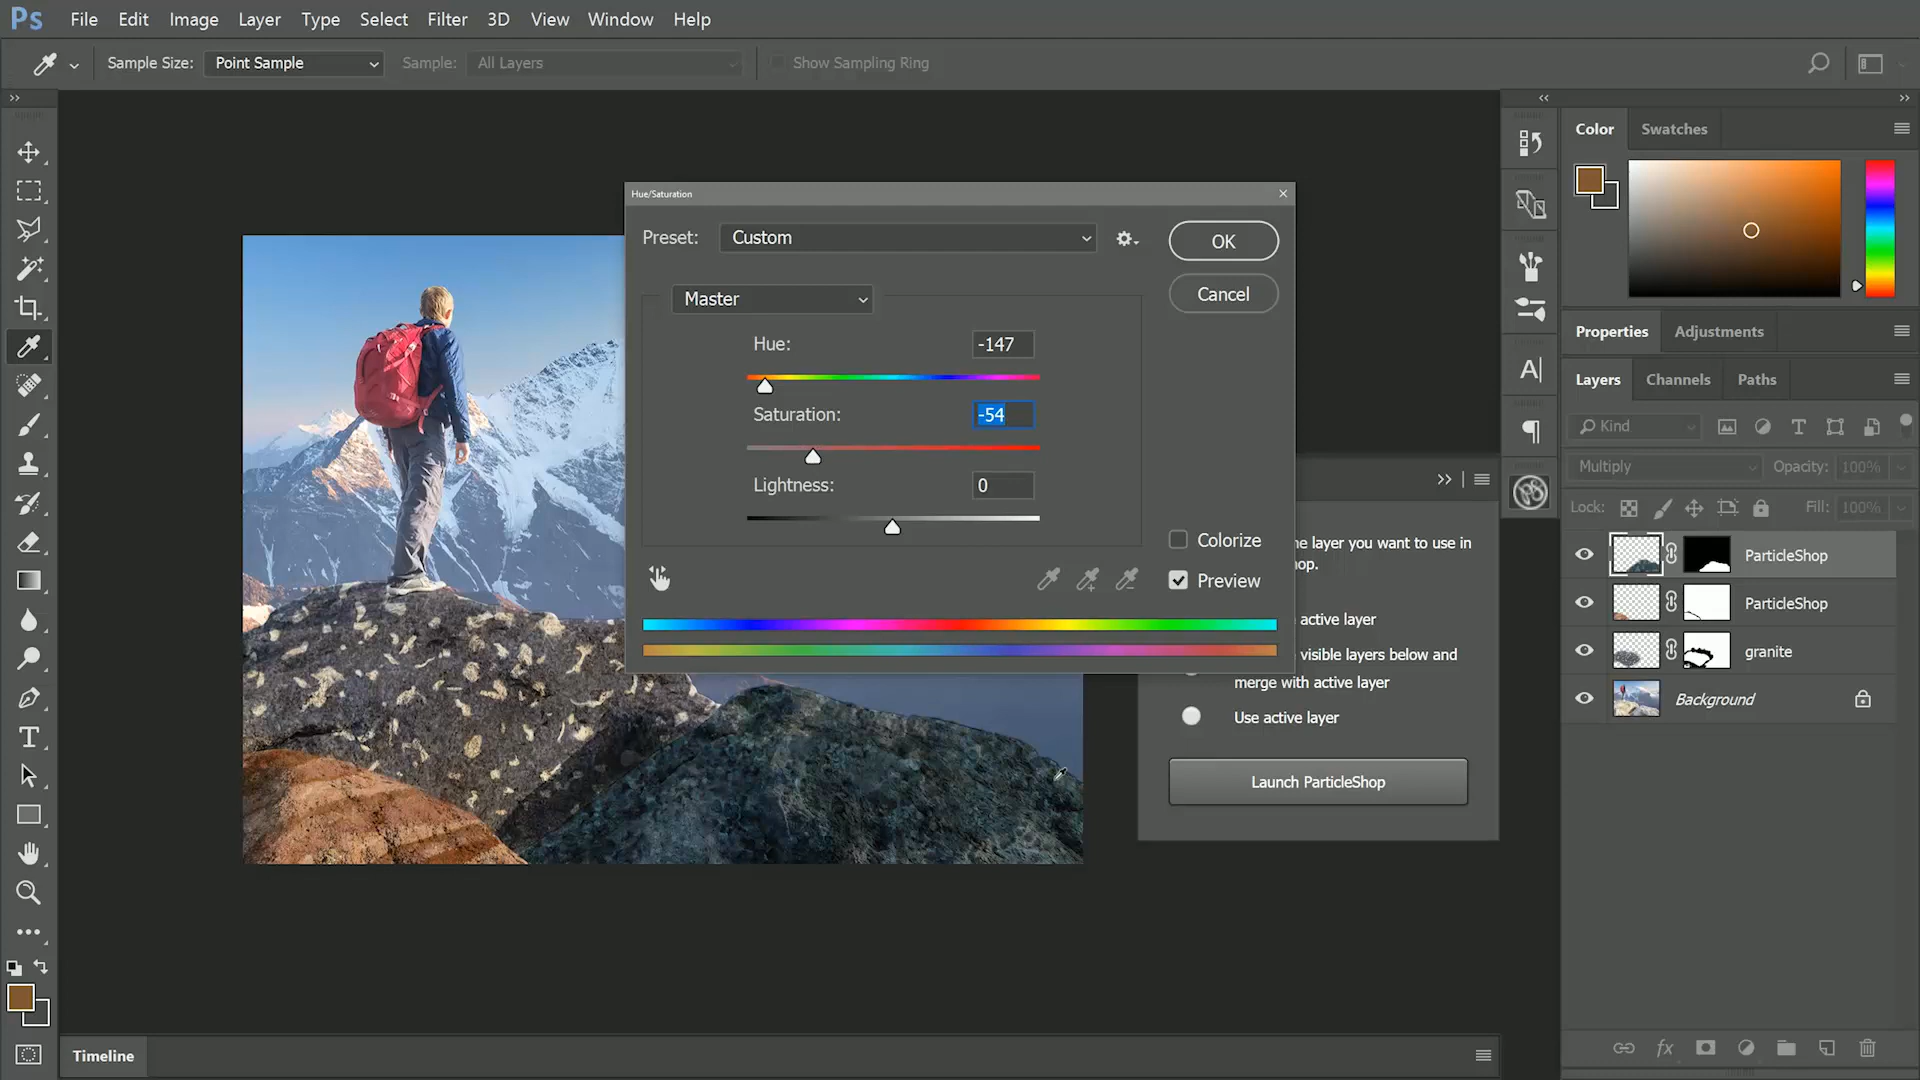 Ps File Edit Image Layer Type Select Filter 3D View Window Help
Sample Size: Point Sample Sample: All Layers Show Sampling Ring
Color Swatches
Hue/Saturation
Preset: Custom OK
Cancel
Master
Hue: -147
Saturation: -54
Lightness: 0
Colorize
Preview
Properties Adjustments
Layers Channels Paths
Kind
Multiply Opacity: 100%
Lock: Fill: 100%
ParticleShop
ParticleShop
granite
Background
he layer you want to use in
op.
active layer
visible layers below and
merge with active layer
Use active layer
Launch ParticleShop
Timeline